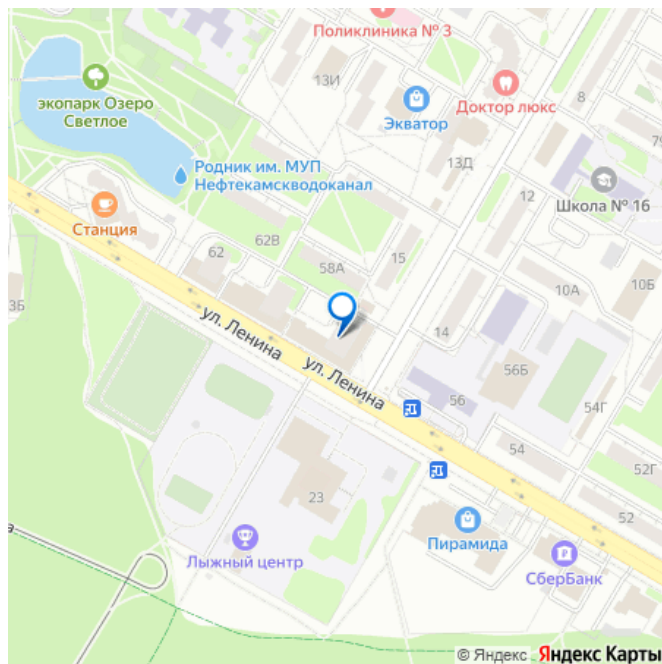 Поликлиника № 3
13И
экопарк Озеро
Светлое
Экватор
Доктор люкс
8
Родник им. МУП
Нефтекамскводоканал
13Д
Школа № 16
12
Станция
62В
62
58А
15
10А
10Б
3Б
ул. Ленина
ул. Ленина
14
56Б
56
54Г
54
52Г
23
52
Пирамида
Лыжный центр
СберБанк
© Яндекс Яндекс Карты